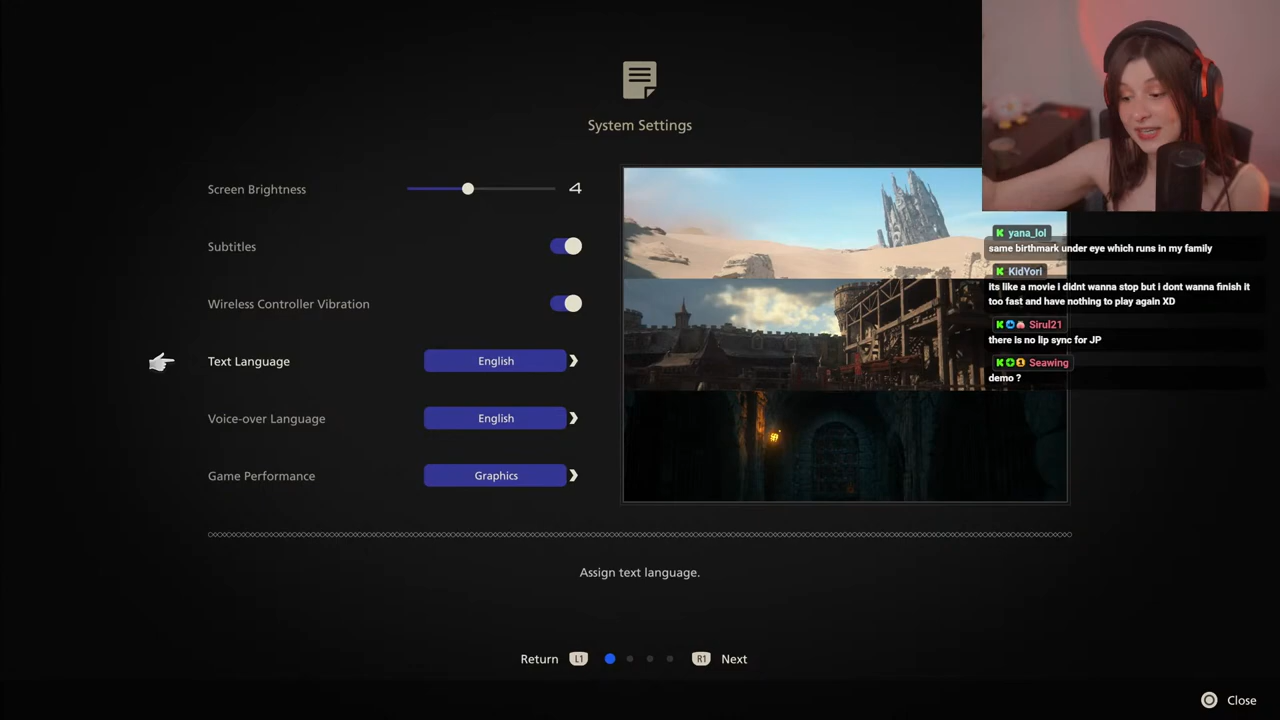 System Settings
Screen Brightness 4
Subtitles
Wireless Controller Vibration
Text Language English
Voice-over Language English
Game Performance Graphics
Assign text language.
Return L1 R1 Next
Close
K yana_lol
same birthmark under eye which runs in my family
K KidYori
its like a movie i didnt wanna stop but i dont wanna finish it
too fast and have nothing to play again XD
K Sirul21
there is no lip sync for JP
K Seawing
demo ?